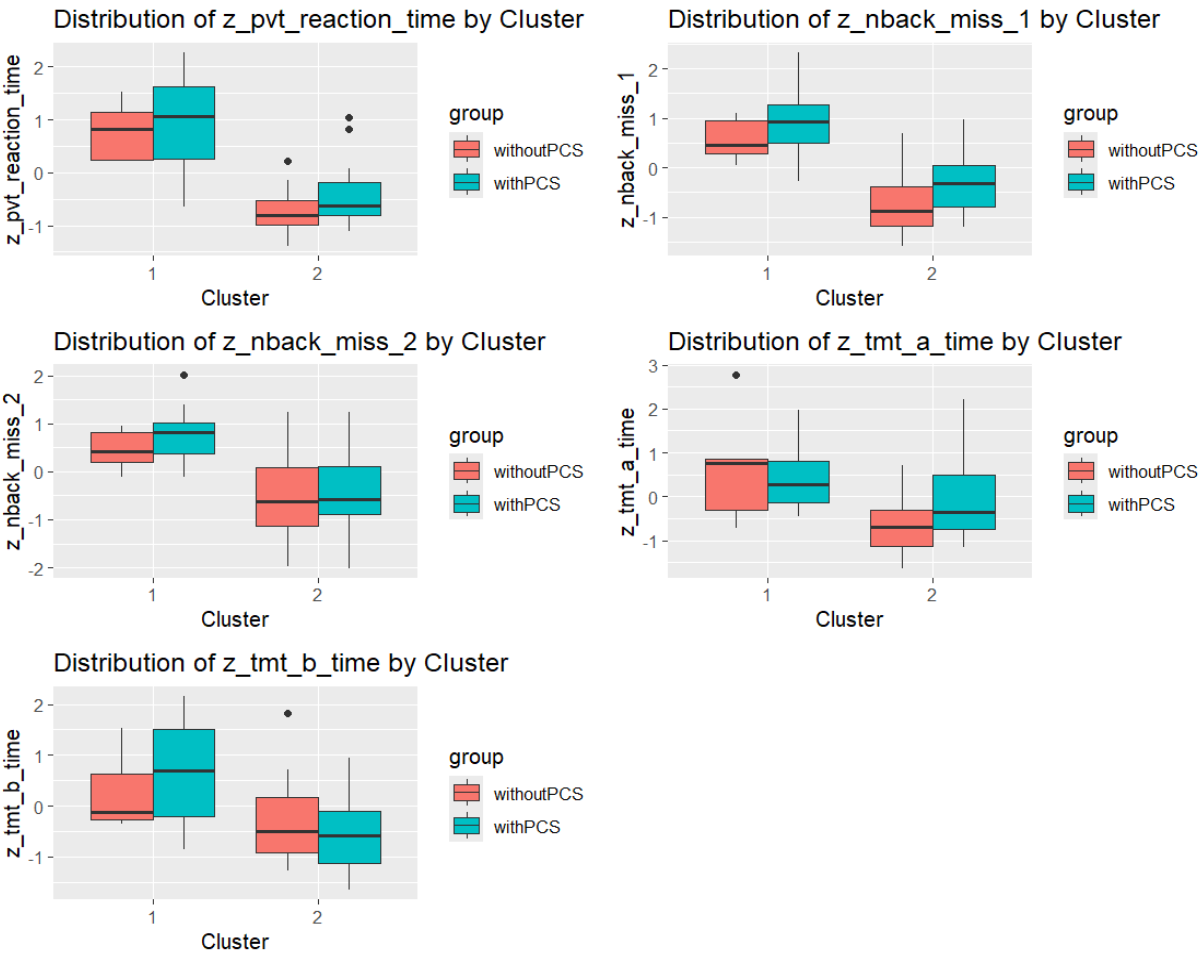 Distribution of z_pvt_reaction_time by Cluster
z_pvt_reaction_time
2
1
0
-1
1
2
Cluster
group
withoutPCS
withPCS
Distribution of z_nback_miss_1 by Cluster
z_nback_miss_1
2
1
0
-1
1
2
Cluster
group
withoutPCS
withPCS
Distribution of z_nback_miss_2 by Cluster
z_nback_miss_2
2
1
0
-1
-2
1
2
Cluster
group
withoutPCS
withPCS
Distribution of z_tmt_a_time by Cluster
z_tmt_a_time
3
2
1
0
-1
1
2
Cluster
group
withoutPCS
withPCS
Distribution of z_tmt_b_time by Cluster
z_tmt_b_time
2
1
0
-1
1
2
Cluster
group
withoutPCS
withPCS